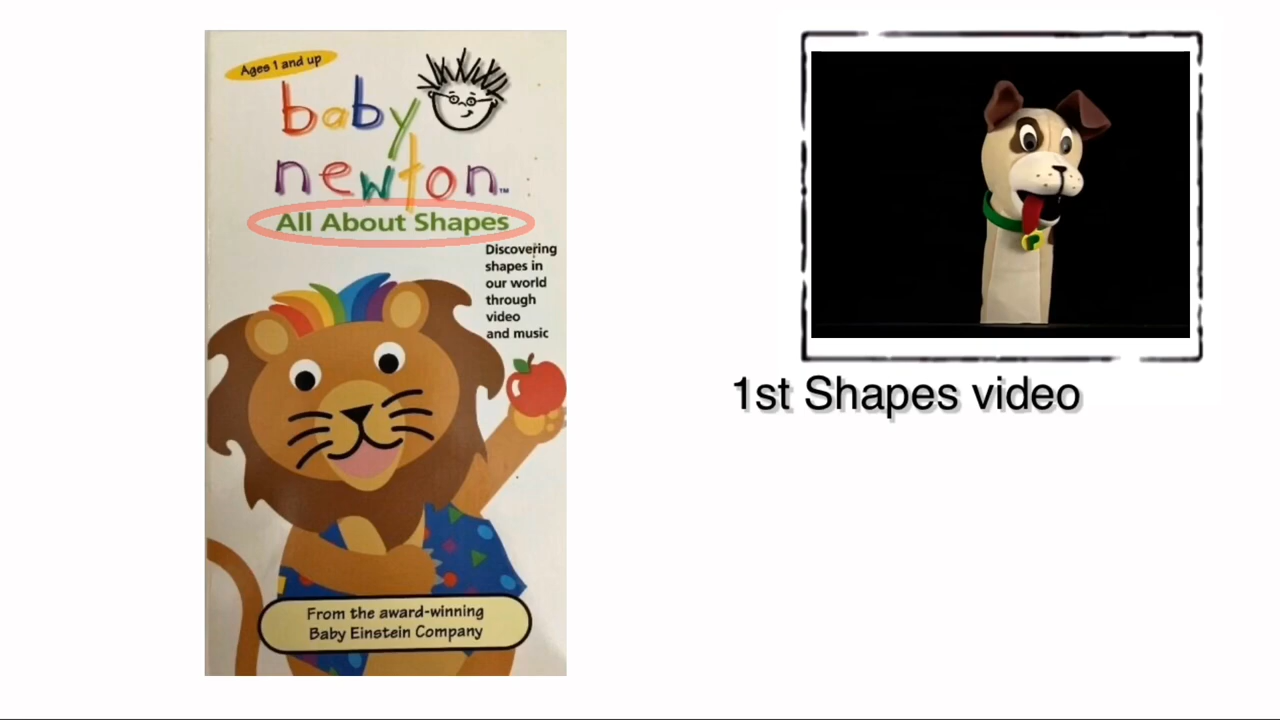 Ages 1 and up
baby
newton™
All About Shapes
Discovering
shapes in
our world
through
video
and music
From the award-winning
Baby Einstein Company
1st Shapes video